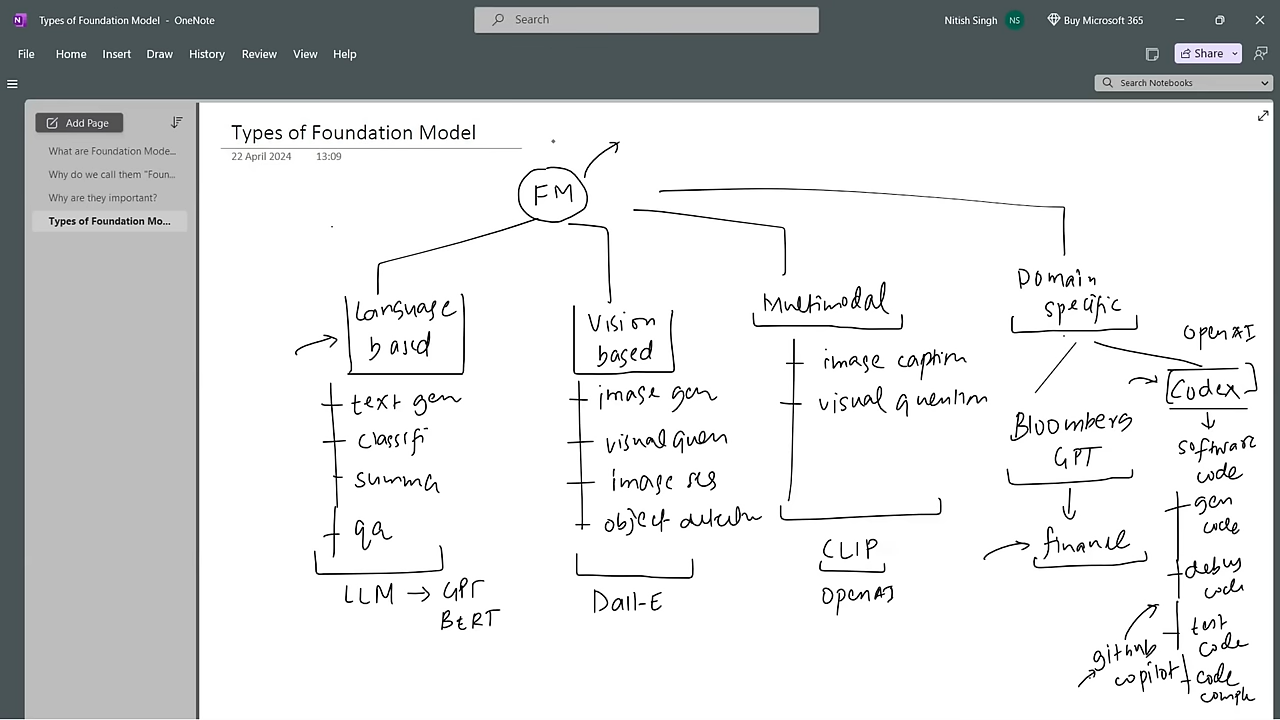 Types of Foundation Model - OneNote
Search
Nitish Singh
NS
Buy Microsoft 365
File
Home
Insert
Draw
History
Review
View
Help
Share
Search Notebooks
Add Page
What are Foundation Mode...
Why do we call them "Foun...
Why are they important?
Types of Foundation Mo...
Types of Foundation Model
22 April 2024
13:09
FM
Language
based
text gen
classifi
summa
qa
LLM → GPT
BERT
Vision
based
image gen
visual quen
image seg
object detection
Dall-E
Multimodal
image caption
visual quention
CLIP
OpenAI
Domain
specific
Bloomberg
GPT
finance
OpenAI
Codex
software
code
gen
code
debug
code
test
code
code
comple
github
copilot